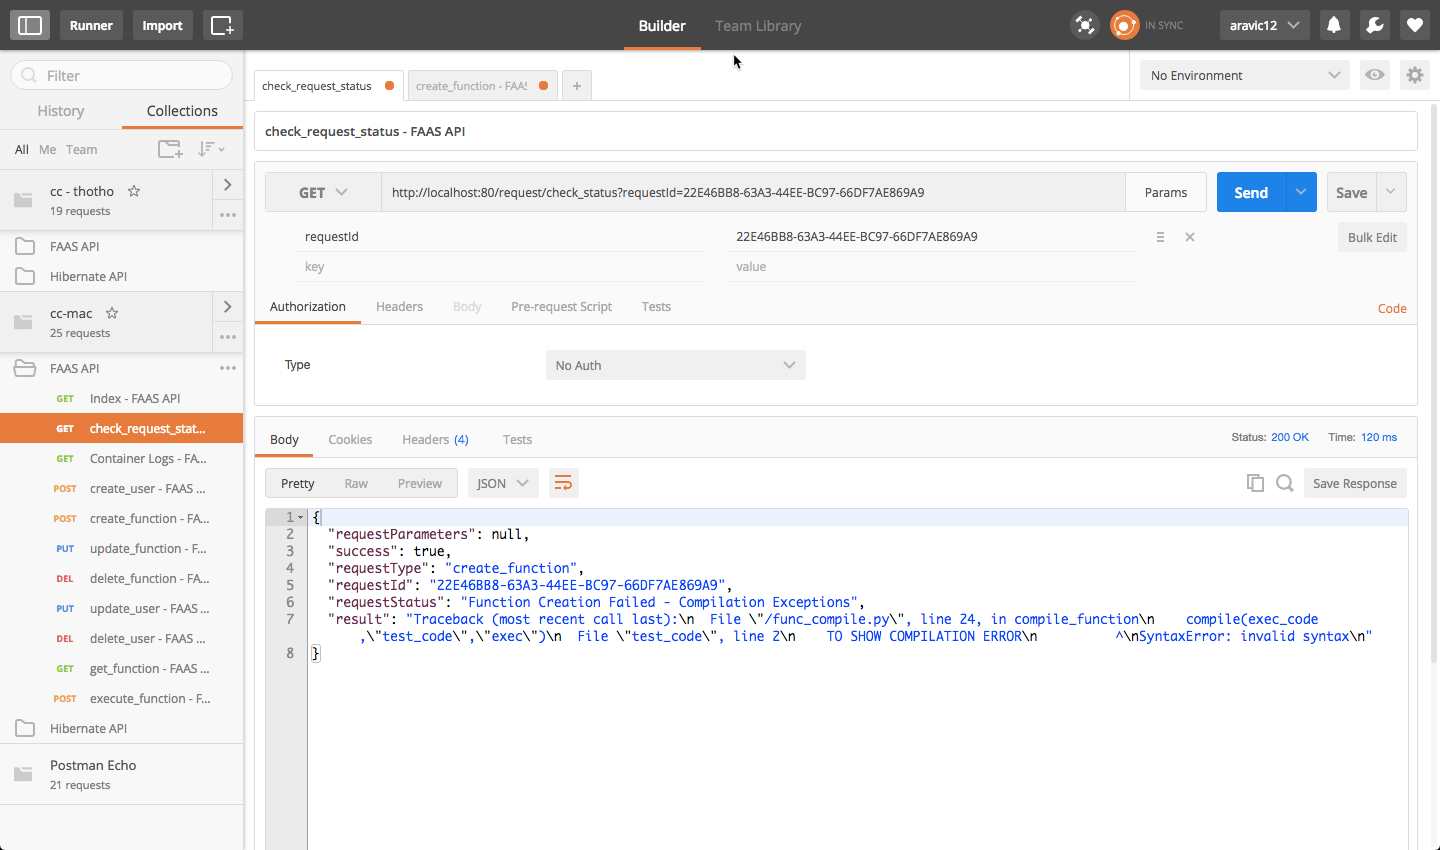 Runner Import Builder Team Library IN SYNC aravic12
Filter
History Collections
All Me Team
cc - thotho
19 requests
FAAS API
Hibernate API
cc-mac
25 requests
FAAS API
GET Index - FAAS API
GET check_request_stat...
GET Container Logs - FA...
POST create_user - FAAS ...
POST create_function - FA...
PUT update_function - F...
DEL delete_function - FA...
PUT update_user - FAAS ...
DEL delete_user - FAAS ...
GET get_function - FAAS ...
POST execute_function - F...
Hibernate API
Postman Echo
21 requests
check_request_status create_function - FAA + No Environment
check_request_status - FAAS API
GET http://localhost:80/request/check_status?requestId=22E46BB8-63A3-44EE-BC97-66DF7AE869A9 Params Send Save
requestId 22E46BB8-63A3-44EE-BC97-66DF7AE869A9 Bulk Edit
key value
Authorization Headers Body Pre-request Script Tests Code
Type No Auth
Body Cookies Headers (4) Tests Status: 200 OK Time: 120 ms
Pretty Raw Preview JSON Save Response
1 {
2 "requestParameters": null,
3 "success": true,
4 "requestType": "create_function",
5 "requestId": "22E46BB8-63A3-44EE-BC97-66DF7AE869A9",
6 "requestStatus": "Function Creation Failed - Compilation Exceptions",
7 "result": "Traceback (most recent call last):\n  File \"/func_compile.py\", line 24, in compile_function\n    compile(exec_code
,\"test_code\",\"exec\")\n  File \"test_code\", line 2\n    TO SHOW COMPILATION ERROR\n          ^\nSyntaxError: invalid syntax\n"
8 }